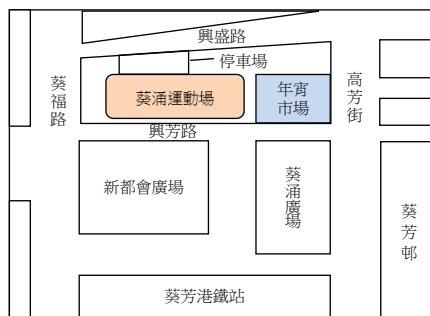 興盛路
停車場
葵福路
葵涌運動場
年宵
市場
高芳街
興芳路
新都會廣場
葵涌廣場
葵芳邨
葵芳港鐵站